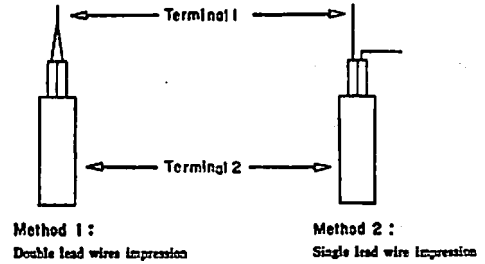 Terminal 1
Terminal 2
Method 1 :
Double lead wires impression
Method 2 :
Single lead wire impression